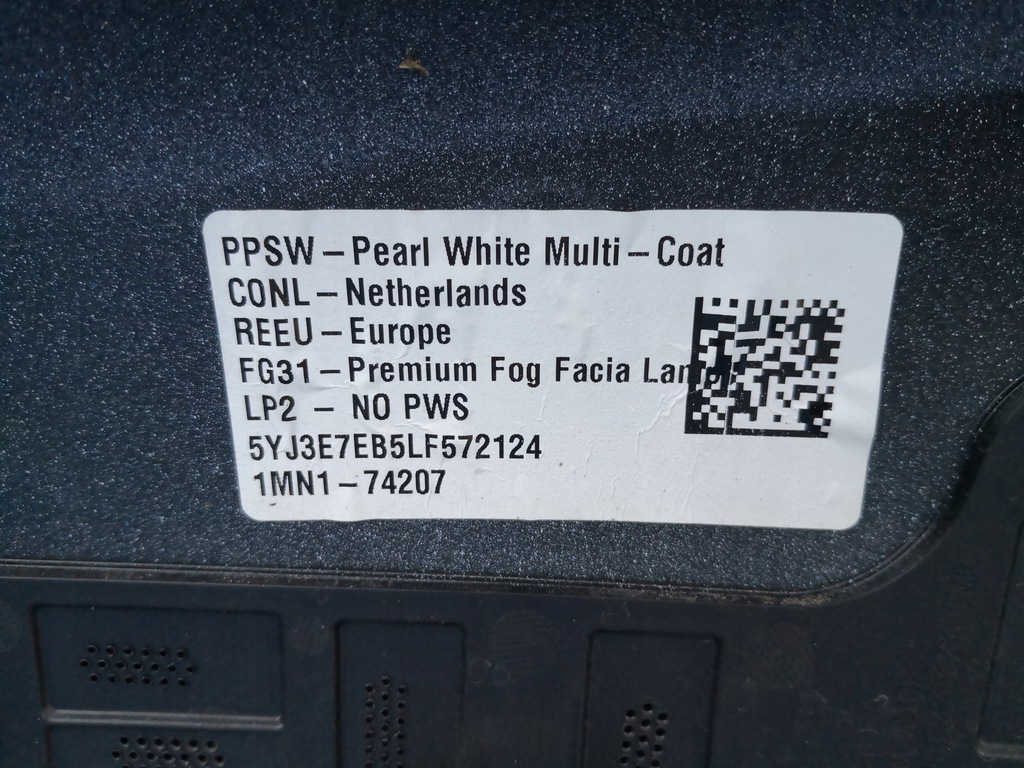 PPSW - Pearl White Multi - Coat
CONL - Netherlands
REEU - Europe
FG31 - Premium Fog Facia Lamp
LP2 - NO PWS
5YJ3E7EB5LF572124
1MN1 - 74207